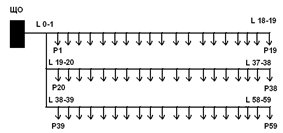 ЩО
L 0-1 L 18-19
P1 P19
L 19-20 L 37-38
P20 P38
L 38-39 L 58-59
P39 P59